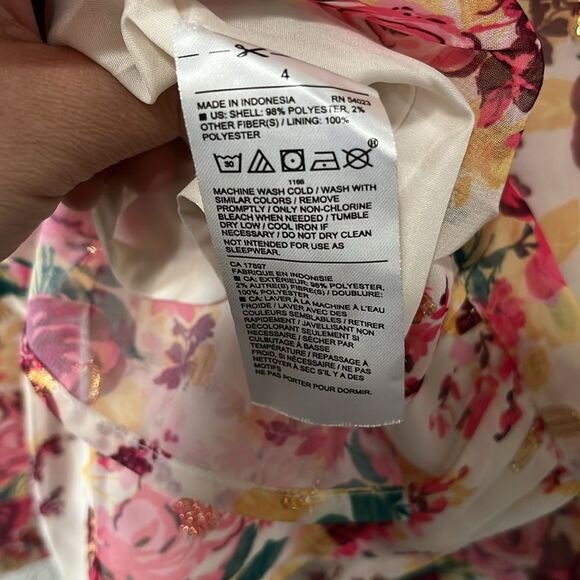 4
MADE IN INDONESIA RN 54023
■ US: SHELL: 98% POLYESTER, 2%
OTHER FIBER(S) / LINING: 100%
POLYESTER
30
®
1166
MACHINE WASH COLD / WASH WITH
SIMILAR COLORS / REMOVE
PROMPTLY / ONLY NON-CHLORINE
BLEACH WHEN NEEDED / TUMBLE
DRY LOW / COOL IRON IF
NECESSARY / DO NOT DRY CLEAN
NOT INTENDED FOR USE AS
SLEEPWEAR.
CA 17897
FABRIQUE EN INDONISIE
■ CA: EXTÉRIEUR: 98% POLYESTER,
2% AUTRE(S) FIBRE(S) / DOUBLURE:
100% POLYESTER
■ CA: LAVER À LA MACHINE À L'EAU
FROIDE / LAVER AVEC DES
COULEURS SEMBLABLES / RETIRER
RAPIDEMENT / JAVELLISANT NON
DÉCOLORANT SEULEMENT SI
NÉCESSAIRE / SÉCHER PAR
CULBUTAGE À BASSE
TEMPÉRATURE / REPASSAGE À
FROID, SI NÉCESSAIRE / NE PAS
NETTOYER À SEC S'IL Y A DES
MOTIFS
NE PAS PORTER POUR DORMIR.